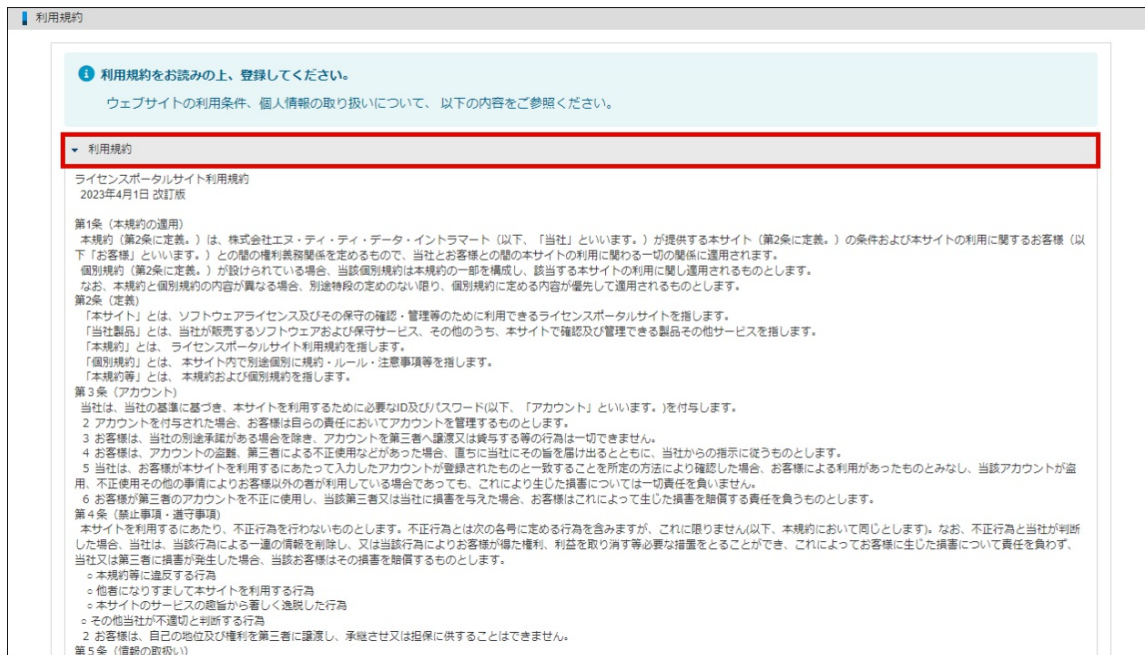 利用規約
利用規約をお読みの上、登録してください。
ウェブサイトの利用条件、個人情報の取り扱いについて、 以下の内容をご参照ください。
利用規約
ライセンスポータルサイト利用規約
2023年4月1日 改訂版
第1条（本規約の適用）
本規約（第2条に定義。）は、株式会社エヌ・ティ・ティ・データ・イントラマート（以下、「当社」といいます。）が提供する本サイト（第2条に定義。）の条件および本サイトの利用に関するお客様（以
下「お客様」といいます。）との間の権利義務関係を定めるもので、当社とお客様との間の本サイトの利用に関わる一切の関係に適用されます。
個別規約（第2条に定義。）が設けられている場合、当該個別規約は本規約の一部を構成し、該当する本サイトの利用に関し適用されるものとします。
なお、本規約と個別規約の内容が異なる場合、別途特段の定めのない限り、個別規約に定める内容が優先して適用されるものとします。
第2条（定義）
「本サイト」とは、ソフトウェアライセンス及びその保守の確認・管理等のために利用できるライセンスポータルサイトを指します。
「当社製品」とは、当社が販売するソフトウェアおよび保守サービス、その他のうち、本サイトで確認及び管理できる製品その他サービスを指します。
「本規約」とは、 ライセンスポータルサイト利用規約を指します。
「個別規約」とは、 本サイト内で別途個別に規約・ルール・注意事項等を指します。
「本規約等」とは、 本規約および個別規約を指します。
第３条（アカウント）
当社は、当社の基準に基づき、本サイトを利用するために必要なID及びパスワード(以下、「アカウント」といいます。)を付与します。
２ アカウントを付与された場合、お客様は自らの責任においてアカウントを管理するものとします。
３ お客様は、当社の別途承諾がある場合を除き、アカウントを第三者へ譲渡又は貸与する等の行為は一切できません。
４ お客様は、アカウントの盗難、第三者による不正使用などがあった場合、直ちに当社にその旨を届け出るとともに、当社からの指示に従うものとします。
５ 当社は、お客様が本サイトを利用するにあたって入力したアカウントが登録されたものと一致することを所定の方法により確認した場合、お客様による利用があったものとみなし、当該アカウントが盗
用、不正使用その他の事情によりお客様以外の者が利用している場合であっても、これにより生じた損害については一切責任を負いません。
６ お客様が第三者のアカウントを不正に使用し、当該第三者又は当社に損害を与えた場合、お客様はこれによって生じた損害を賠償する責任を負うものとします。
第４条（禁止事項・遵守事項）
本サイトを利用するにあたり、不正行為を行わないものとします。不正行為とは次の各号に定める行為を含みますが、これに限りません(以下、本規約において同じとします)。なお、不正行為と当社が判断
した場合、当社は、当該行為による一連の情報を削除し、又は当該行為によりお客様が得た権利、利益を取り消す等必要な措置をとることができ、これによってお客様に生じた損害について責任を負わず、
当社又は第三者に損害が発生した場合、当該お客様はその損害を賠償するものとします。
○ 本規約等に違反する行為
○ 他者になりすまして本サイトを利用する行為
○ 本サイトのサービスの趣旨から著しく逸脱した行為
○ その他当社が不適切と判断する行為
２ お客様は、自己の地位及び権利を第三者に譲渡し、承継させ又は担保に供することはできません。
第５条（情報の取扱い）